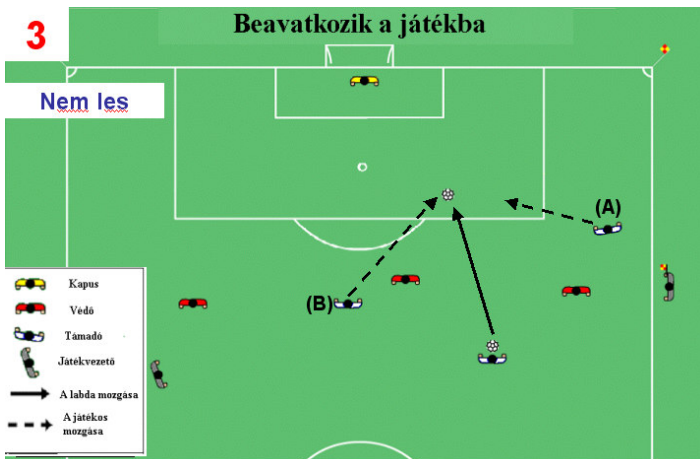 3
Beavatkozik a játékba
Nem les
(A)
(B)
Kapus
Védő
Támadó
Játékvezető
A labda mozgása
A játékos
mozgása